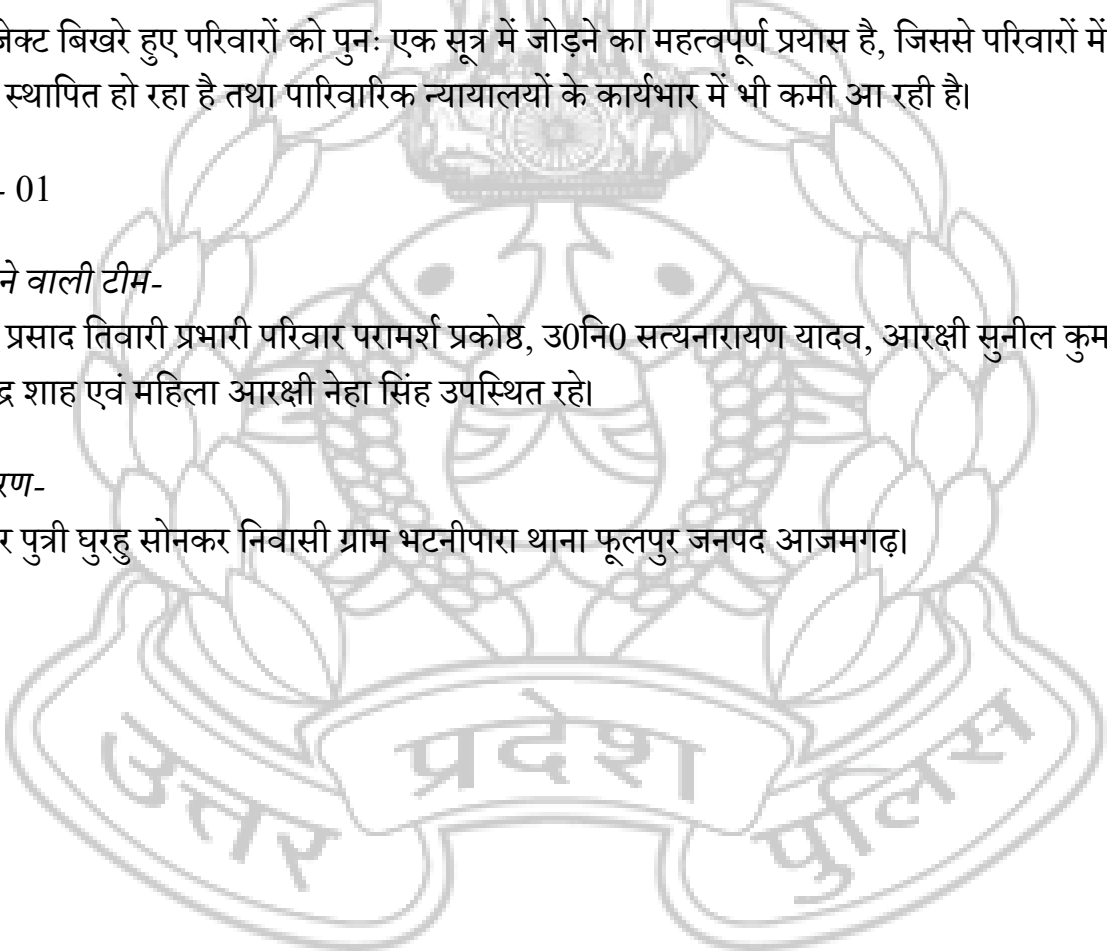 जेक्ट बिखरे हुए परिवारों को पुनः एक सूत्र में जोड़ने का महत्वपूर्ण प्रयास है, जिससे परिवारों में
स्थापित हो रहा है तथा पारिवारिक न्यायालयों के कार्यभार में भी कमी आ रही है।
- 01
ने वाली टीम-
प्रसाद तिवारी प्रभारी परिवार परामर्श प्रकोष्ठ, उ0नि0 सत्यनारायण यादव, आरक्षी सुनील कुम
द्र शाह एवं महिला आरक्षी नेहा सिंह उपस्थित रहे।
रण-
र पुत्री घुरहु सोनकर निवासी ग्राम भटनीपारा थाना फूलपुर जनपद आजमगढ़।
उत्तर प्रदेश पुलिस